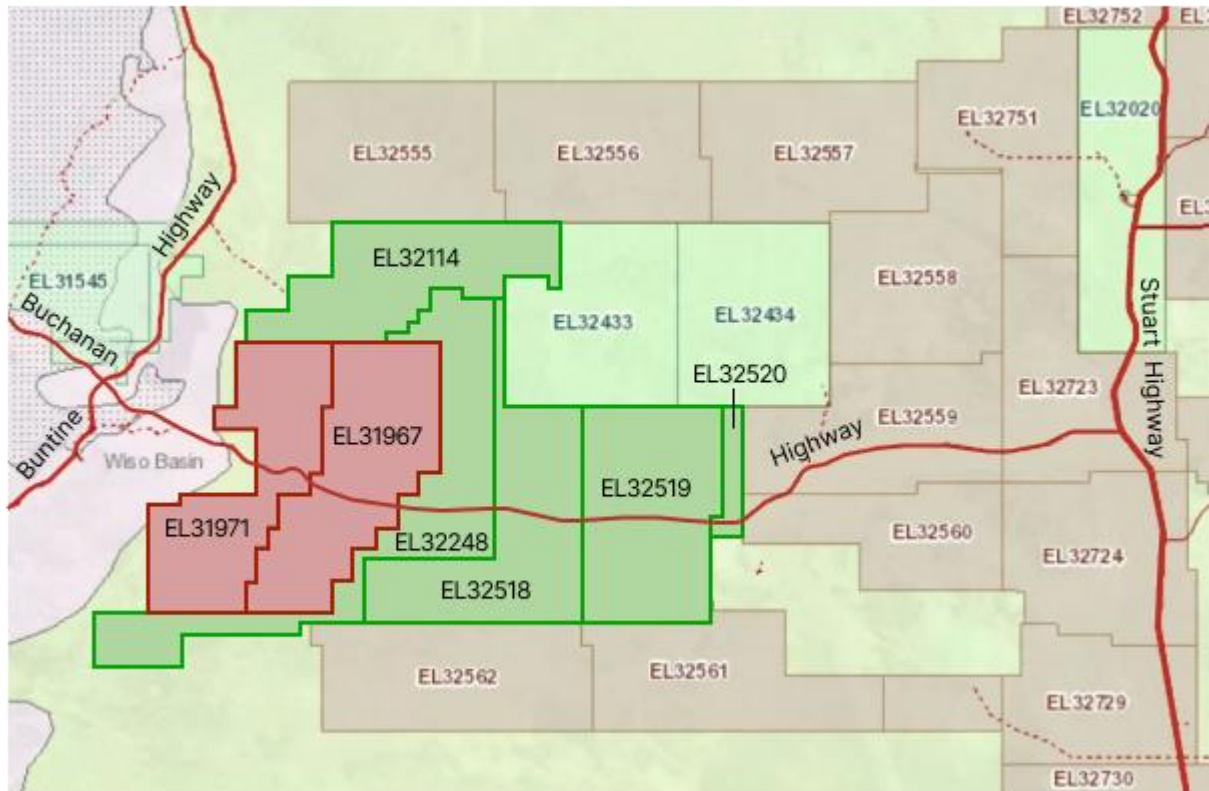 EL32752
EL32751
EL32020
EL32555
EL32556
EL32557
Highway
EL32114
EL31545
Buchanan
EL32433
EL32434
EL32558
Stuart Highway
EL32520
EL32723
EL31967
EL32559
Highway
Buntine
Wiso Basin
EL32519
EL31971
EL32248
EL32560
EL32724
EL32518
EL32562
EL32561
EL32729
EL32730